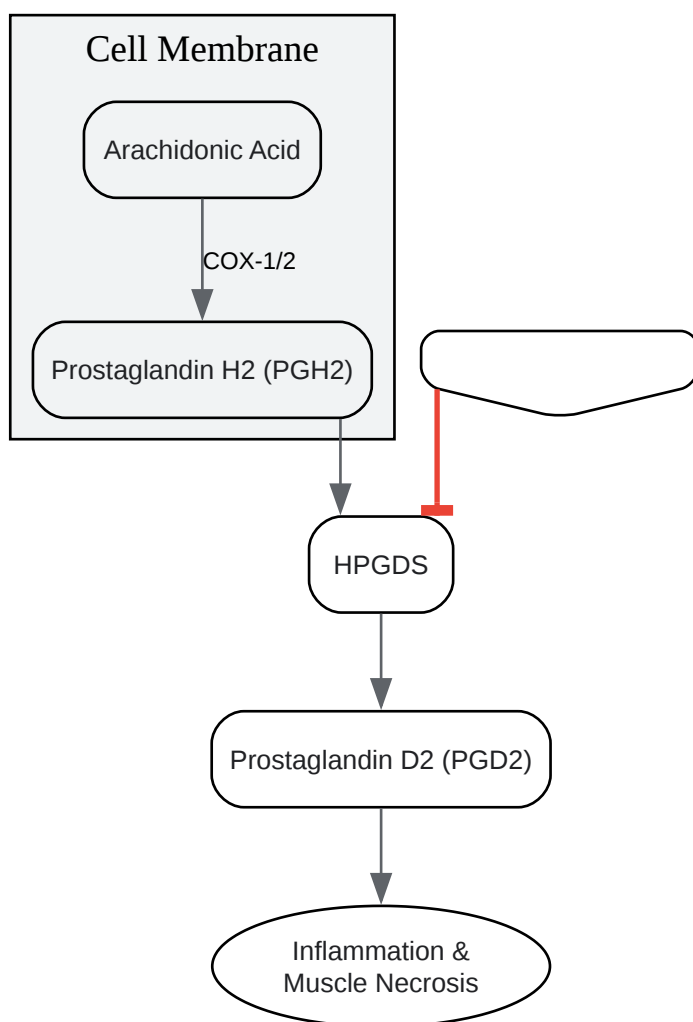 Cell Membrane
Arachidonic Acid
COX-1/2
Prostaglandin H2 (PGH2)
HPGDS
Prostaglandin D2 (PGD2)
Inflammation &
Muscle Necrosis